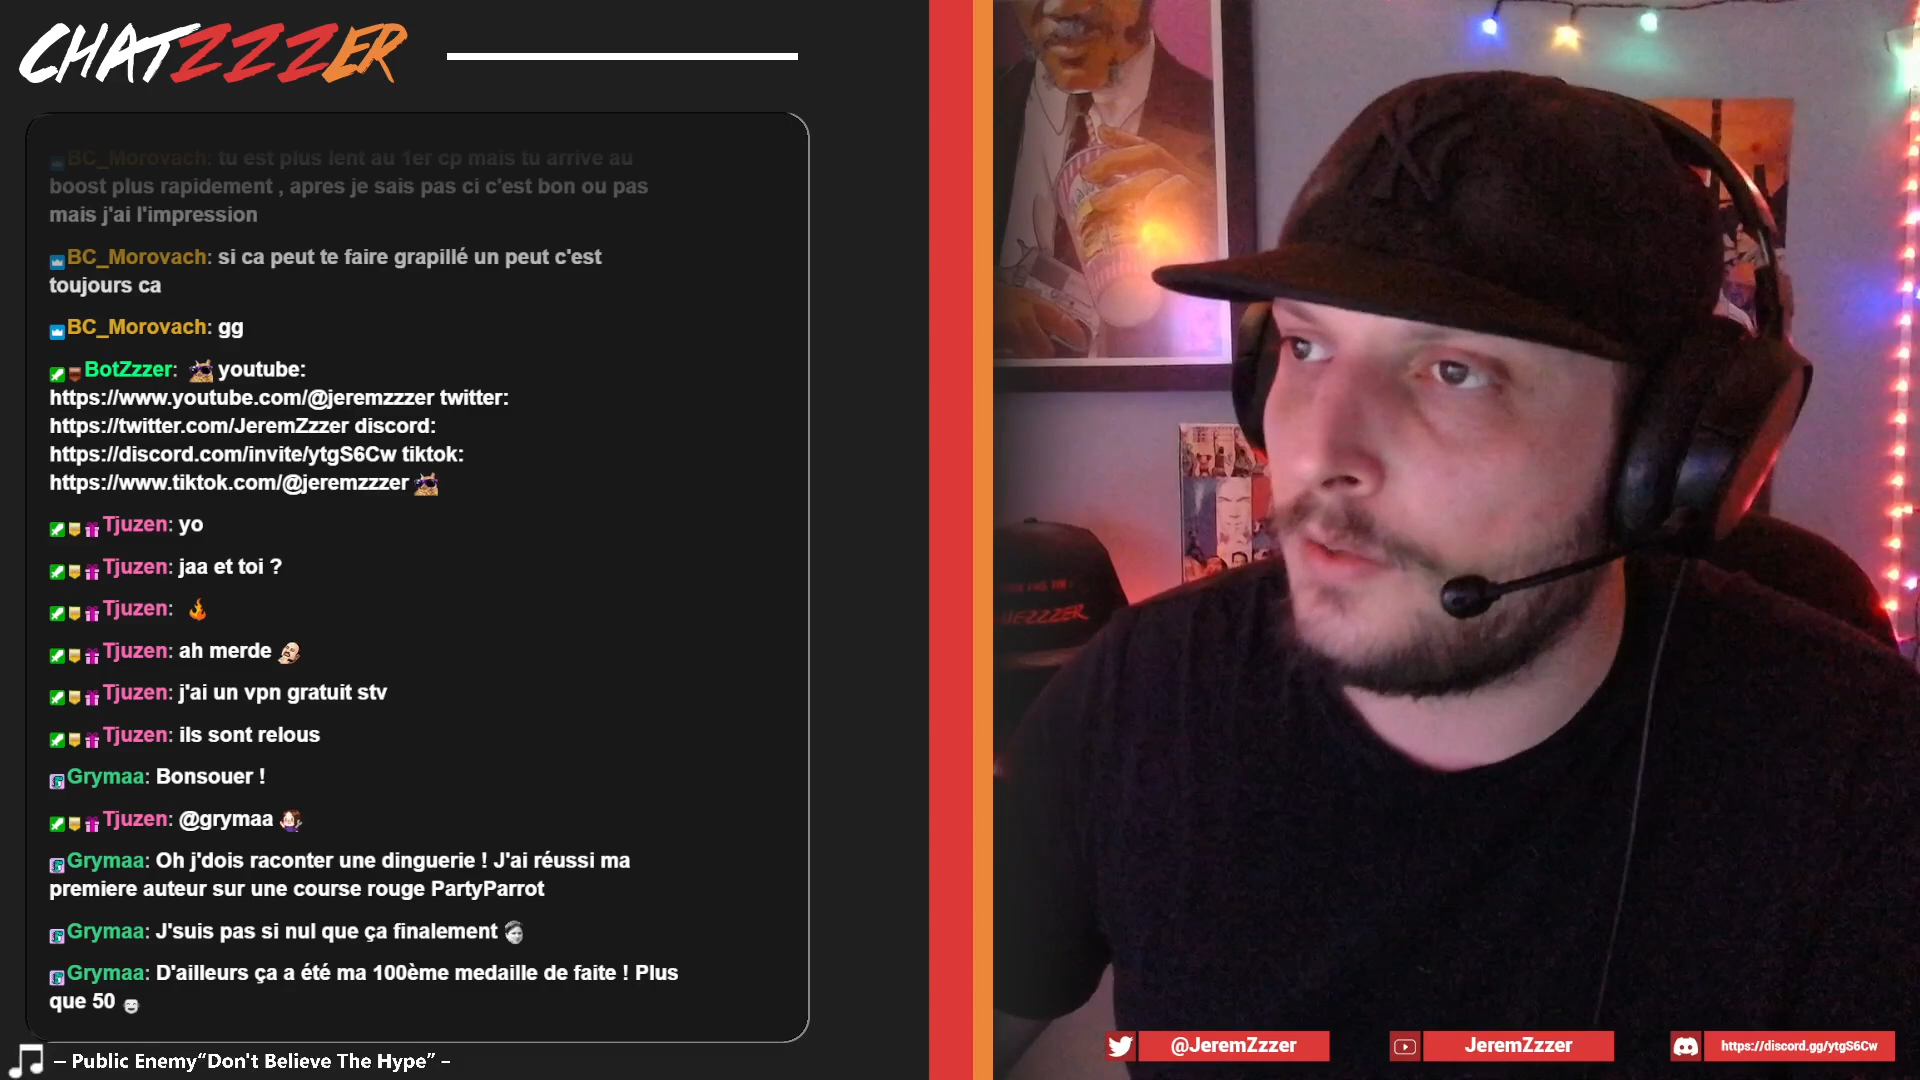 CHATZZZER
BC_Morovach: tu est plus lent au 1er cp mais tu arrive au
boost plus rapidement , apres je sais pas ci c'est bon ou pas
mais j'ai l'impression
BC_Morovach: si ca peut te faire grapillé un peut c'est
toujours ca
BC_Morovach: gg
BotZzzer: youtube:
https://www.youtube.com/@jeremzzzer twitter:
https://twitter.com/JeremZzzer discord:
https://discord.com/invite/ytgS6Cw tiktok:
https://www.tiktok.com/@jeremzzzer
Tjuzen: yo
Tjuzen: jaa et toi ?
Tjuzen:
Tjuzen: ah merde
Tjuzen: j'ai un vpn gratuit stv
Tjuzen: ils sont relous
Grymaa: Bonsouer !
Tjuzen: @grymaa
Grymaa: Oh j'dois raconter une dinguerie ! J'ai réussi ma
premiere auteur sur une course rouge PartyParrot
Grymaa: J'suis pas si nul que ça finalement
Grymaa: D'ailleurs ça a été ma 100ème medaille de faite ! Plus
que 50
– Public Enemy“Don't Believe The Hype” –
@JeremZzzer
JeremZzzer
https://discord.gg/ytgS6Cw